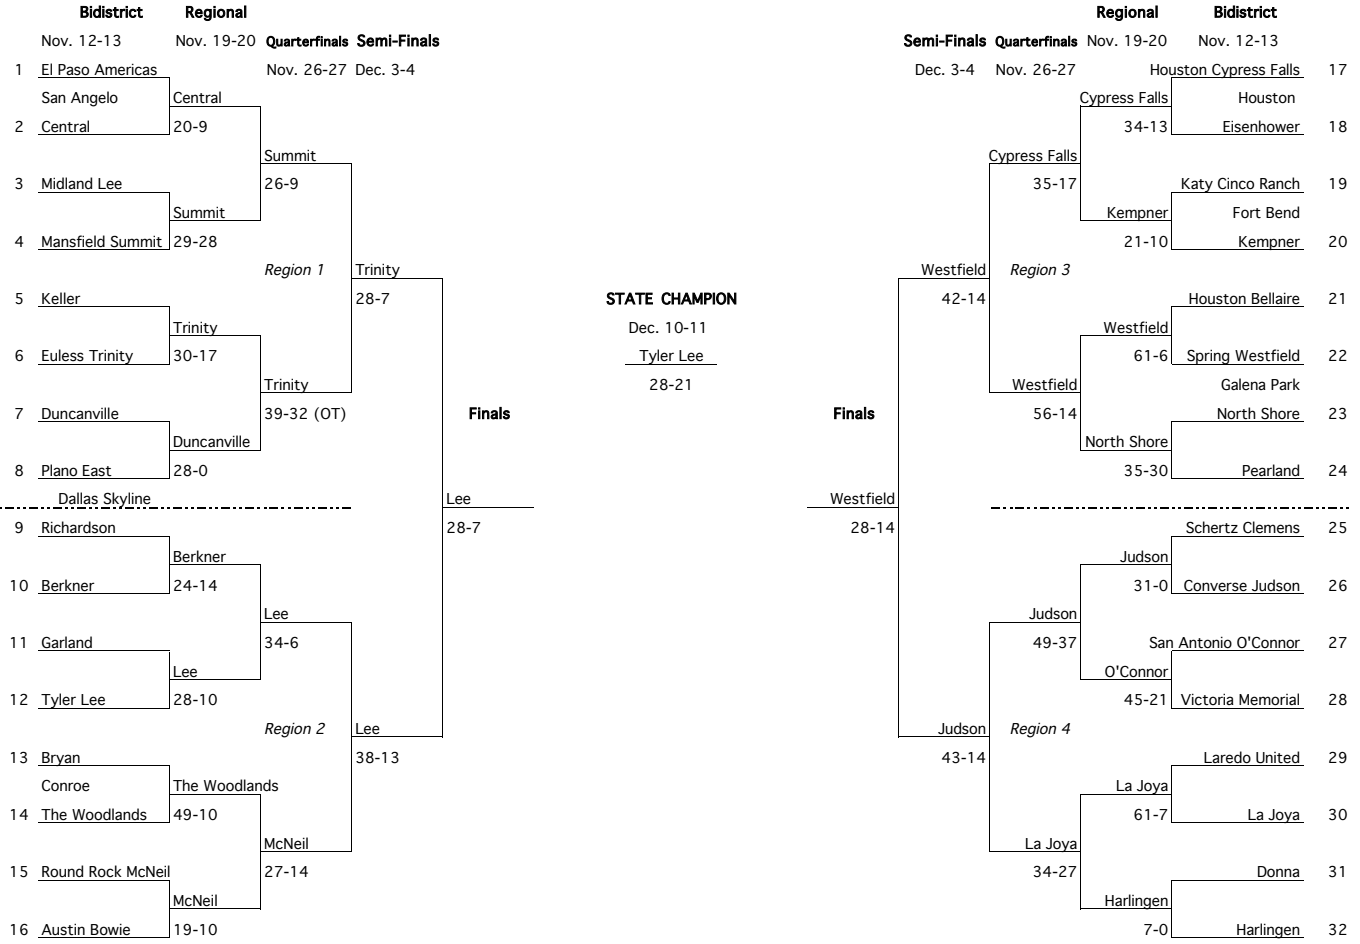 Bidistrict Regional Regional Bidistrict
Nov. 12-13 Nov. 19-20 Quarterfinals Semi-Finals Semi-Finals Quarterfinals Nov. 19-20 Nov. 12-13
1 El Paso Americas Nov. 26-27 Dec. 3-4 Dec. 3-4 Nov. 26-27 Houston Cypress Falls 17
San Angelo Central Cypress Falls Houston
2 Central 20-9 34-13 Eisenhower 18
Summit Cypress Falls
3 Midland Lee 26-9 35-17 Katy Cinco Ranch 19
Summit Kempner Fort Bend
4 Mansfield Summit 29-28 21-10 Kempner 20
Region 1 Trinity Westfield Region 3
5 Keller 28-7 STATE CHAMPION 42-14 Houston Bellaire 21
Trinity Dec. 10-11 Westfield
6 Euless Trinity 30-17 Tyler Lee 61-6 Spring Westfield 22
Trinity 28-21 Westfield Galena Park
7 Duncanville 39-32 (OT) Finals Finals 56-14 North Shore 23
Duncanville North Shore
8 Plano East 28-0 35-30 Pearland 24
Dallas Skyline Lee Westfield
9 Richardson 28-7 28-14 Schertz Clemens 25
Berkner Judson
10 Berkner 24-14 31-0 Converse Judson 26
Lee Judson
11 Garland 34-6 49-37 San Antonio O'Connor 27
Lee O'Connor
12 Tyler Lee 28-10 45-21 Victoria Memorial 28
Region 2 Lee Judson Region 4
13 Bryan 38-13 43-14 Laredo United 29
Conroe The Woodlands La Joya
14 The Woodlands 49-10 61-7 La Joya 30
McNeil La Joya
15 Round Rock McNeil 27-14 34-27 Donna 31
McNeil Harlingen
16 Austin Bowie 19-10 7-0 Harlingen 32